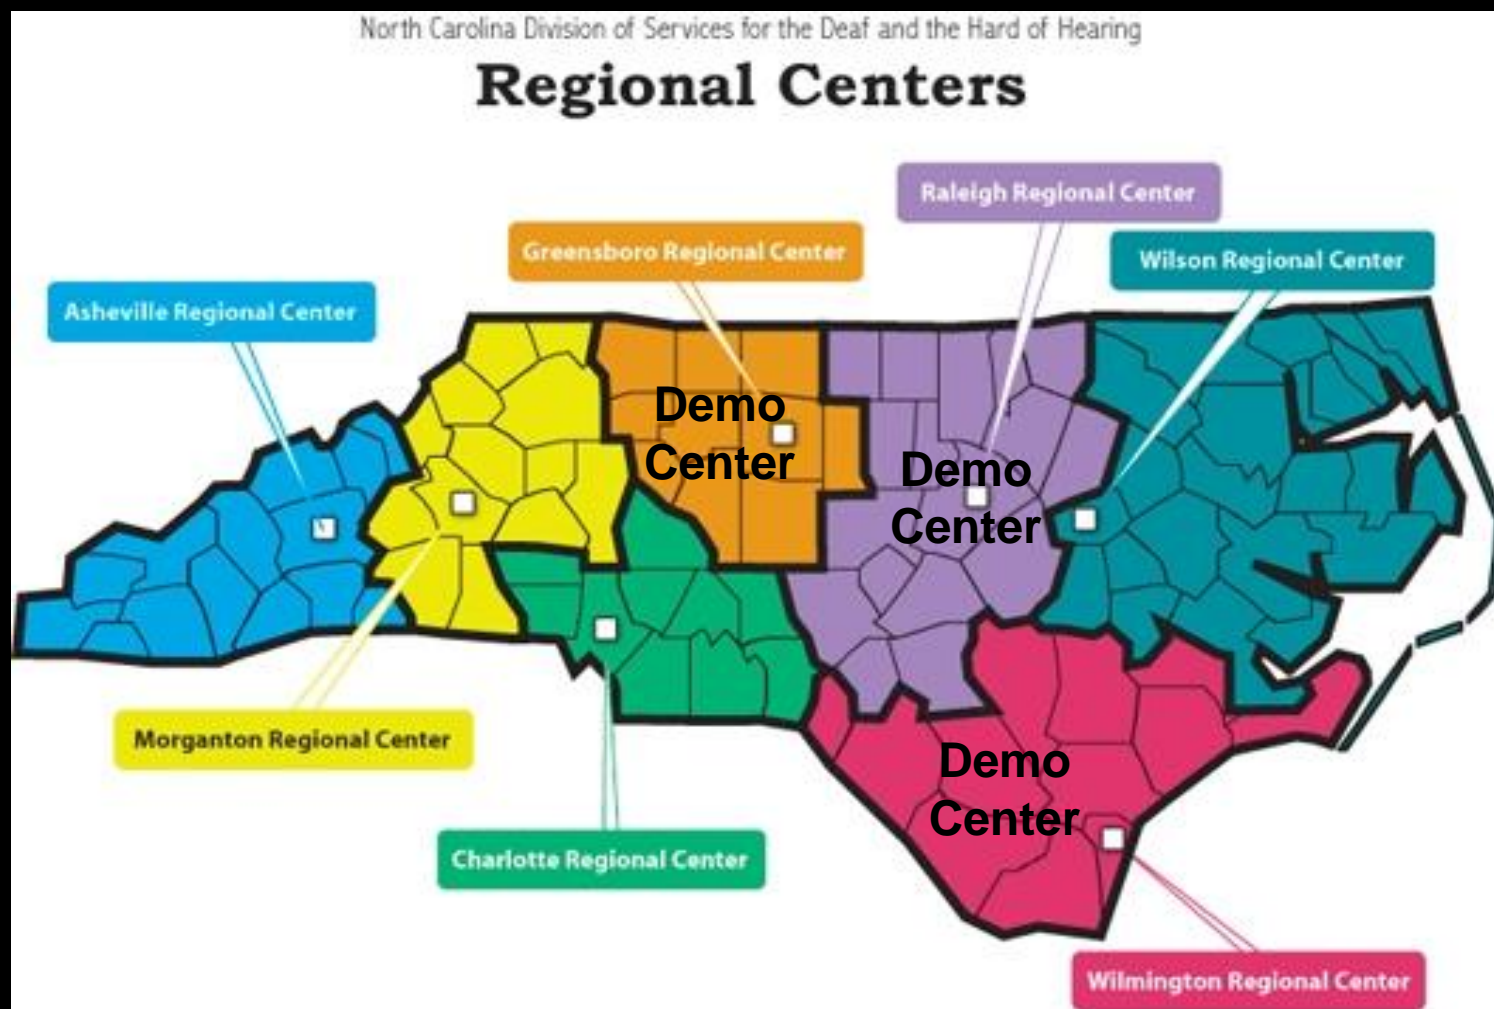 North Carolina Division of Services for the Deaf and the Hard of Hearing
Regional Centers
Raleigh Regional Center
Greensboro Regional Center
Wilson Regional Center
Asheville Regional Center
Demo
Center
Demo
Center
Morganton Regional Center
Demo
Center
Charlotte Regional Center
Wilmington Regional Center